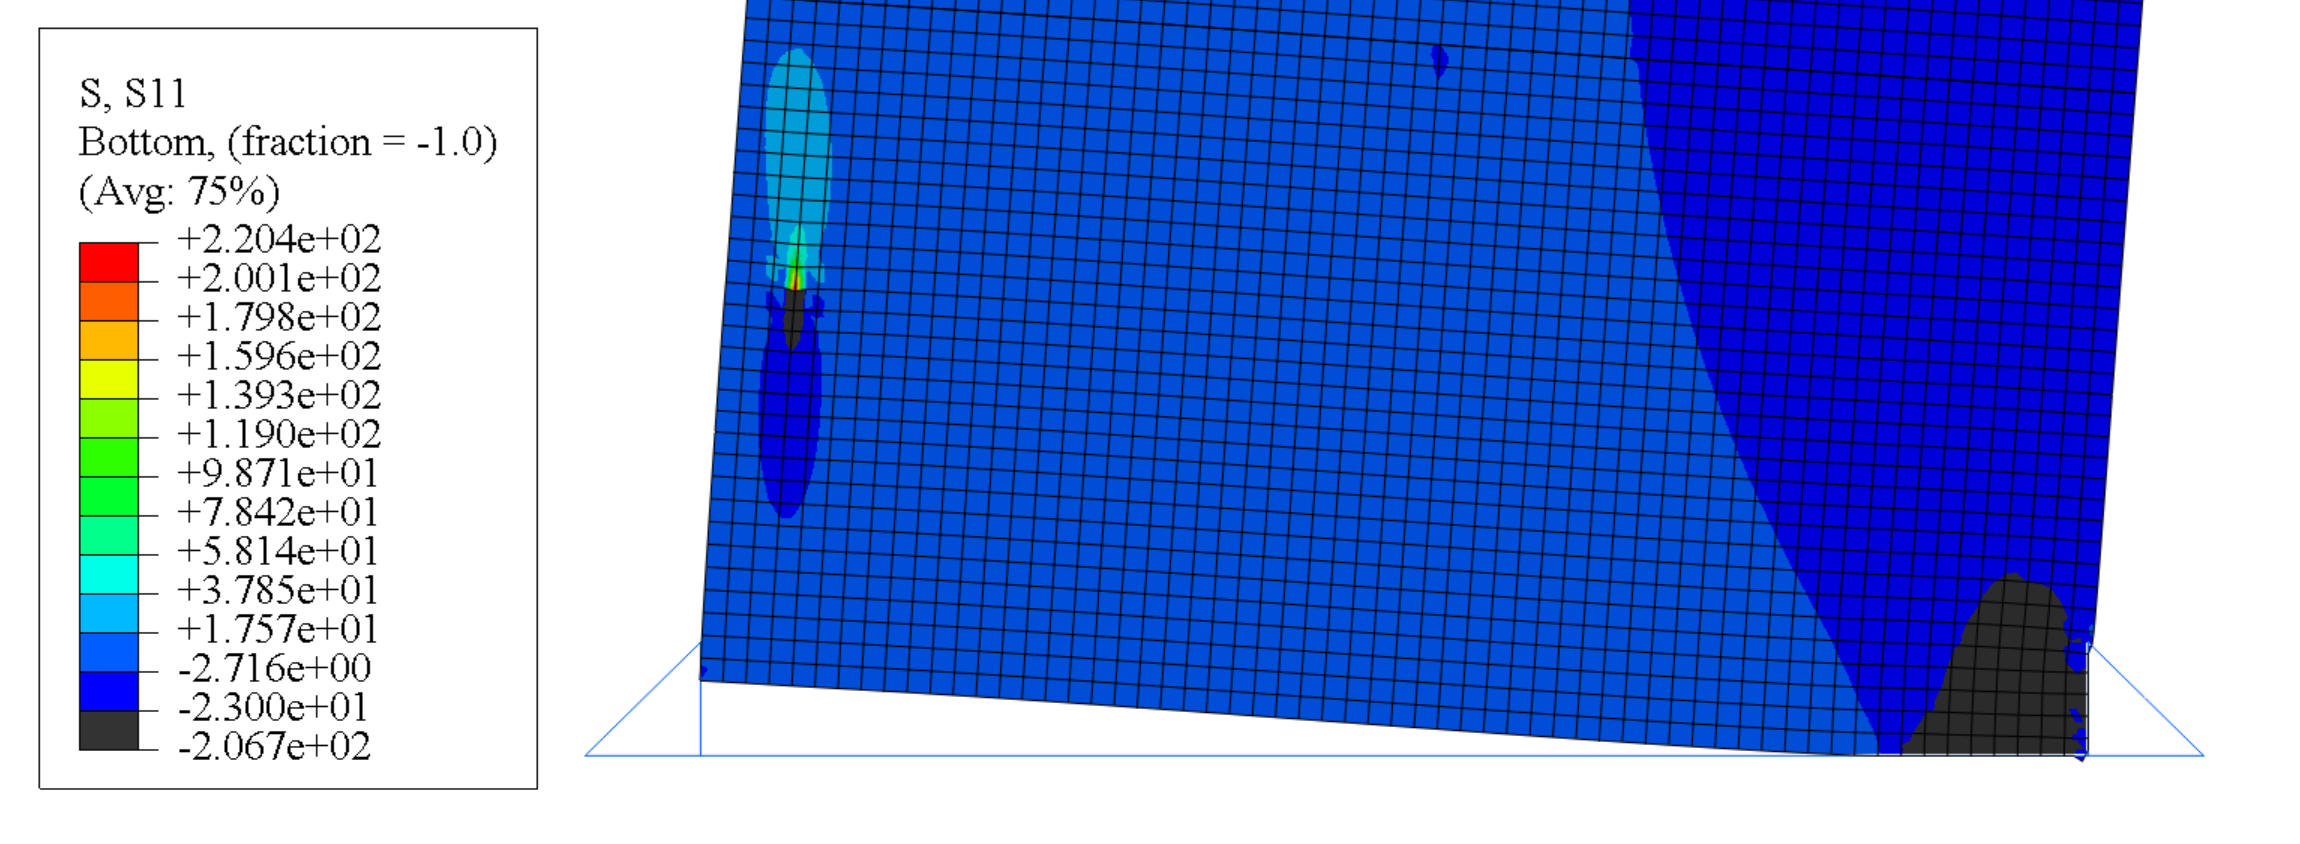 S, S11
Bottom, (fraction = -1.0)
(Avg: 75%)
+2.204e+02
+2.001e+02
+1.798e+02
+1.596e+02
+1.393e+02
+1.190e+02
+9.871e+01
+7.842e+01
+5.814e+01
+3.785e+01
+1.757e+01
-2.716e+00
-2.300e+01
-2.067e+02